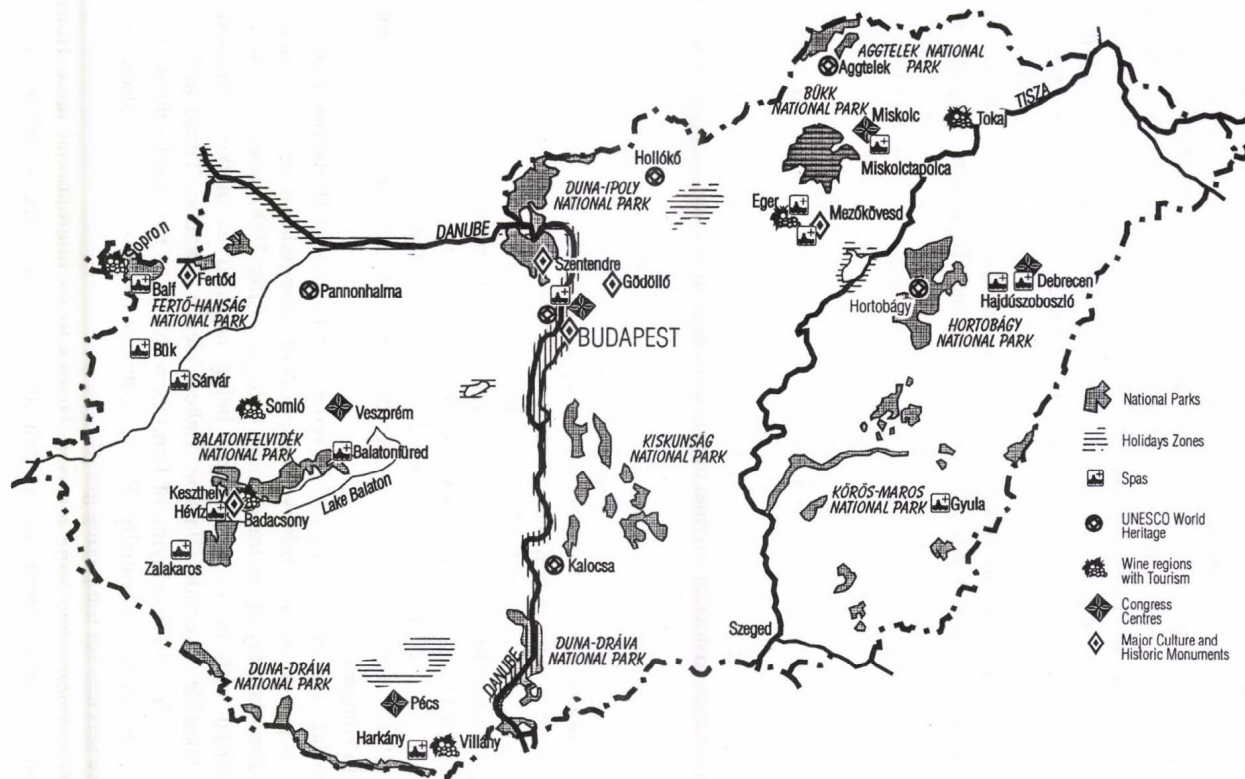 AGGTELEK NATIONAL
PARK
Aggtelek
BÜKK
NATIONAL PARK
Miskolc
Tokaj
TISZA
Miskolctapolca
Hollókő
DUNA-IPOLY
NATIONAL PARK
Eger
Mezőkövesd
DANUBE
Sopron
Fertőd
Balf
FERTŐ-HANSÁG
NATIONAL PARK
Pannonhalma
Szentendre
Gödöllő
BUDAPEST
Hortobágy
Debrecen
Hajdúszoboszló
HORTOBÁGY
NATIONAL PARK
Bük
Sárvár
Somló
Veszprém
BALATONFELVIDÉK
NATIONAL PARK
Balatonfüred
Lake Balaton
Keszthely
Hévíz
Badacsony
Zalakaros
KISKUNSÁG
NATIONAL PARK
Kalocsa
KÖRÖS-MAROS
NATIONAL PARK
Gyula
Szeged
DUNA-DRÁVA
NATIONAL PARK
DUNA-DRÁVA
NATIONAL PARK
DANUBE
Pécs
Harkány
Villány
National Parks
Holidays Zones
Spas
UNESCO World
Heritage
Wine regions
with Tourism
Congress
Centres
Major Culture and
Historic Monuments